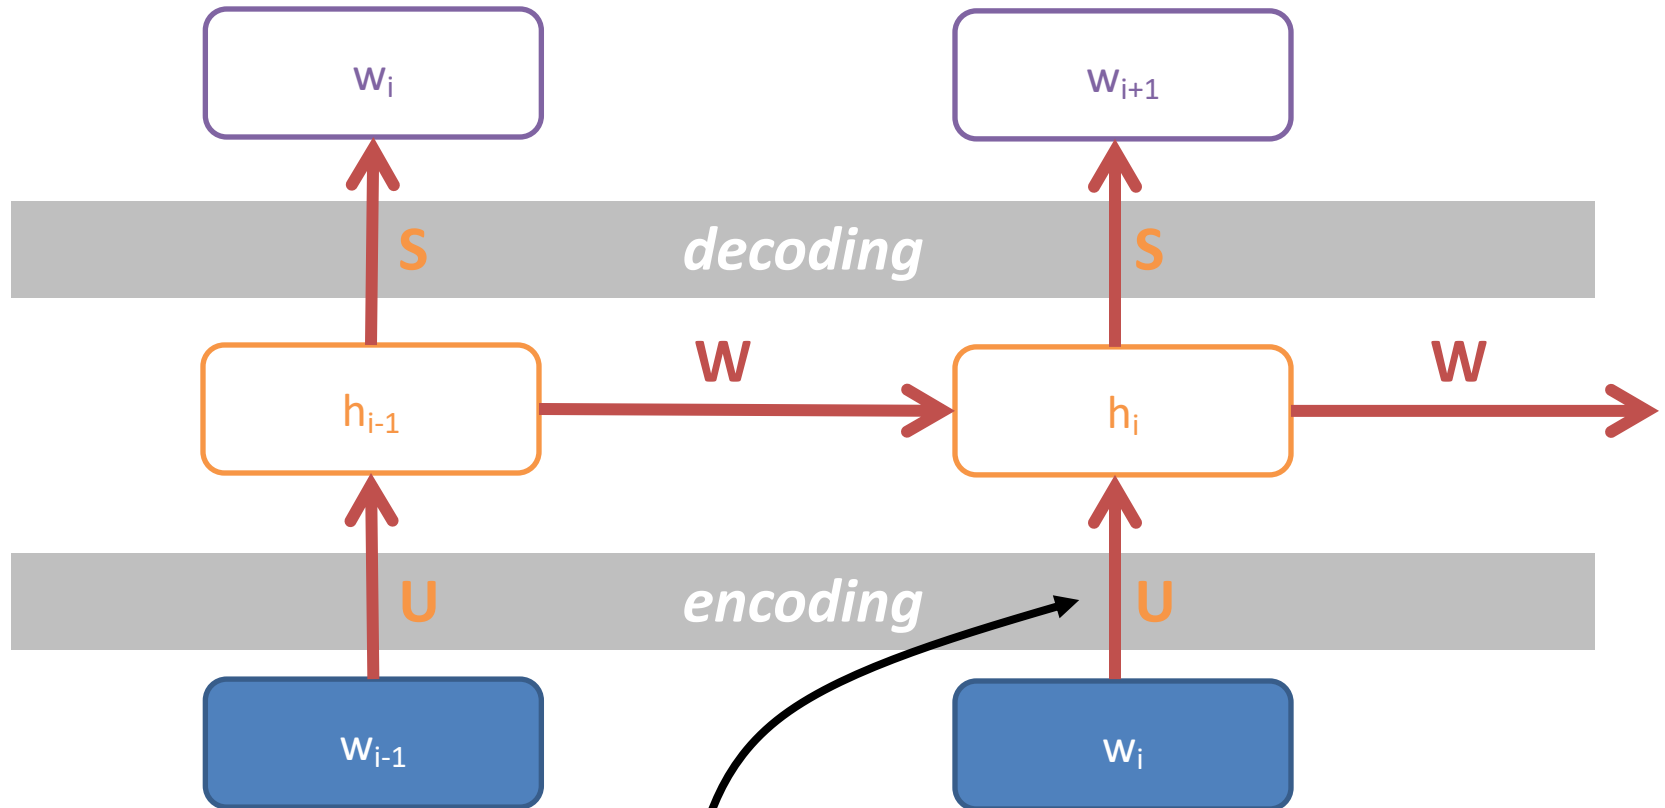 wᵢ wᵢ₊₁
S decoding S
W W
hᵢ₋₁ hᵢ
U encoding U
wᵢ₋₁ wᵢ